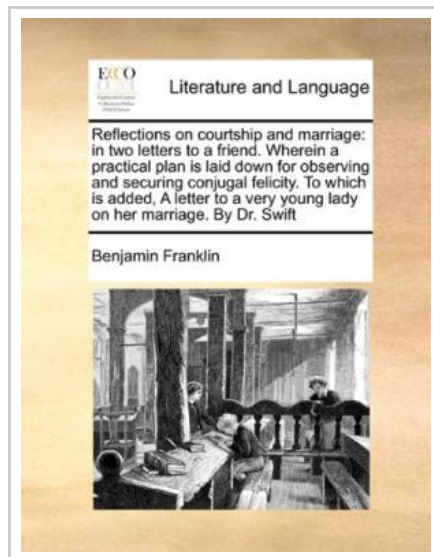 ECCO
Literature and Language
Reflections on courtship and marriage:
in two letters to a friend. Wherein a
practical plan is laid down for observing
and securing conjugal felicity. To which
is added, A letter to a very young lady
on her marriage. By Dr. Swift
Benjamin Franklin